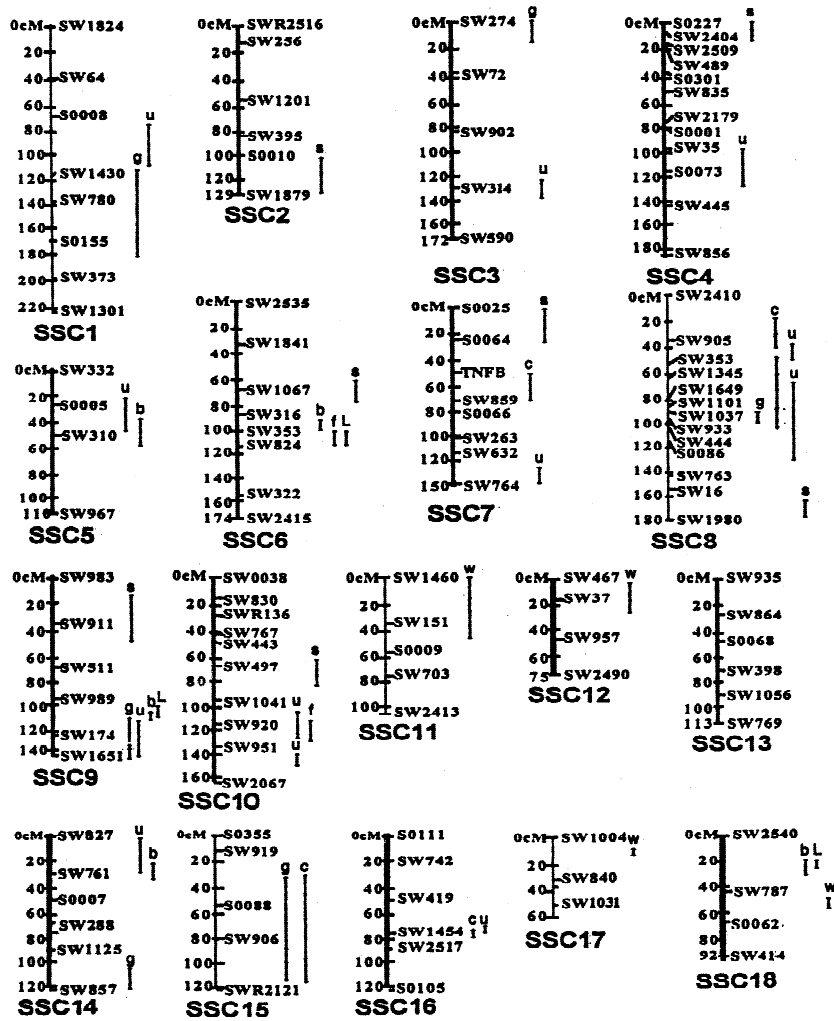 SSC1
0cM SW1824
20
40 SW64
60
S0008
80 u
100
g
120 SW1430
140 SW780
160
S0155
180
200 SW373
220 SW1301
SSC2
0cM SWR2516
SW256
20
40
60 SW1201
80 SW395
100 S0010 s
120
129 SW1879
SSC3
0cM SW274 g
20
40 SW72
60
80 SW902
100
120 SW314 u
140
160
172 SW590
SSC4
0cM S0227 s
SW2404
20 SW2509
SW489
40 S0301
SW835
60
SW2179
80 S0001
100 SW35 u
120 S0073
140 SW445
160
180 SW856
SSC5
0cM SW332
20 u
S0005 b
40
SW310
60
80
100
110 SW967
SSC6
0cM SW2535
20
SW1841
40
60 SW1067 s
80
SW316 b
100 SW353 f L
SW824
120
140
160 SW322
174 SW2415
SSC7
0cM S0025 s
20 S0064
40
TNFB c
60
SW859
80 S0066
100 SW263
120 SW632 u
150 SW764
SSC8
0cM SW2410
c
20
SW905 u
40
SW353
60 SW1345
SW1649
80 SW1101 g
100 SW1037
SW933
120 SW444
S0086
140 SW763
160 SW16 s
180 SW1980
SSC9
0cM SW983
s
20
40 SW911
60
SW511
80
100 SW989 b L
g u
120 SW174
140 SW1651
SSC10
0cM SW0038
20 SW830
SWR136
40 SW767
SW443
60 SW497 s
80
100 SW1041 u f
120 SW920
140 SW951 u
160 SW2067
SSC11
0cM SW1460 w
20
SW151
40
60 S0009
80 SW703
100 SW2413
SSC12
0cM SW467 w
20 SW37
40 SW957
60
75 SW2490
SSC13
0cM SW935
20 SW864
40
S0068
60
80 SW398
SW1056
100
113 SW769
SSC14
0cM SW827 u
20 b
SW761
40
S0007
60
SW288
80
SW1125
100 g
120 SW857
SSC15
0cM S0355
SW919
20 g c
40
60 S0088
80 SW906
100
120 SWR2121
SSC16
0cM S0111
20 SW742
40
SW419
60
80 SW1454 c u
SW2517
100
120 S0105
SSC17
0cM SW1004 w
20
SW840
40
SW1031
60
SSC18
0cM SW2540
20 b L
40 SW787 w
60
S0062
80
92 SW414